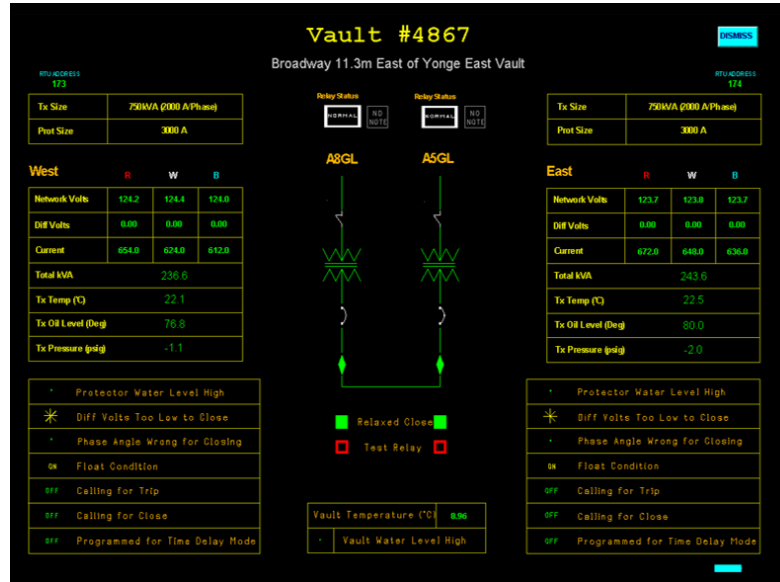 Vault #4867
DISMISS
Broadway 11.3m East of Yonge East Vault
RTU ADDRESS
173
RTU ADDRESS
174
Tx Size 750kVA (2000 A/Phase)
Prot Size 3000 A
Relay Status Relay Status
NORMAL NO NOTE NORMAL NO NOTE
Tx Size 750kVA (2000 A/Phase)
Prot Size 3000 A
A8GL A5GL
West R W B
Network Volts 124.2 124.4 124.0
Diff Volts 0.00 0.00 0.00
Current 654.0 624.0 612.0
Total kVA 236.6
Tx Temp (℃) 22.1
Tx Oil Level (Deg) 76.8
Tx Pressure (psig) -1.1
East R W B
Network Volts 123.7 123.8 123.7
Diff Volts 0.00 0.00 0.00
Current 672.0 648.0 636.0
Total kVA 243.6
Tx Temp (℃) 22.5
Tx Oil Level (Deg) 80.0
Tx Pressure (psig) -2.0
Protector Water Level High
Diff Volts Too Low to Close
Phase Angle Wrong for Closing
ON Float Condition
OFF Calling for Trip
OFF Calling for Close
OFF Programmed for Time Delay Mode
Relaxed Close
Test Relay
Vault Temperature (°C) 8.96
Vault Water Level High
Protector Water Level High
Diff Volts Too Low to Close
Phase Angle Wrong for Closing
ON Float Condition
OFF Calling for Trip
OFF Calling for Close
OFF Programmed for Time Delay Mode